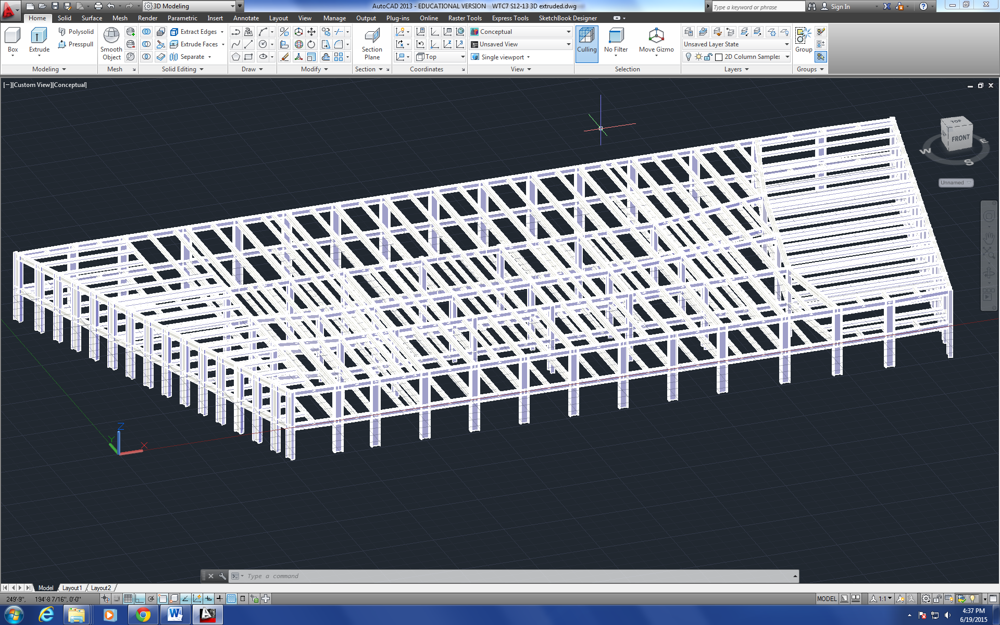 3D Modeling
AutoCAD 2013 - EDUCATIONAL VERSION WTC7 S12-13 3D extruded.dwg
Type a keyword or phrase
Sign In
Home Solid Surface Mesh Render Parametric Insert Annotate Layout View Manage Output Plug-ins Online Raster Tools Express Tools SketchBook Designer
Box
Extrude
Polysolid
Presspull
Modeling
Smooth Object
Mesh
Extract Edges
Extrude Faces
Separate
Solid Editing
Draw
Modify
Section Plane
Section
Top
Coordinates
Conceptual
Unsaved View
Single viewport
View
Culling
No Filter
Move Gizmo
Selection
Unsaved Layer State
2D Column Samples
Layers
Group
Groups
[−][Custom View][Conceptual]
TOP
FRONT
W
S
E
Unnamed
Z
Y
X
Type a command
Model Layout1 Layout2
249'-9", 194'-8 7/16", 0'-0"
MODEL
1:1
4:37 PM
6/19/2015